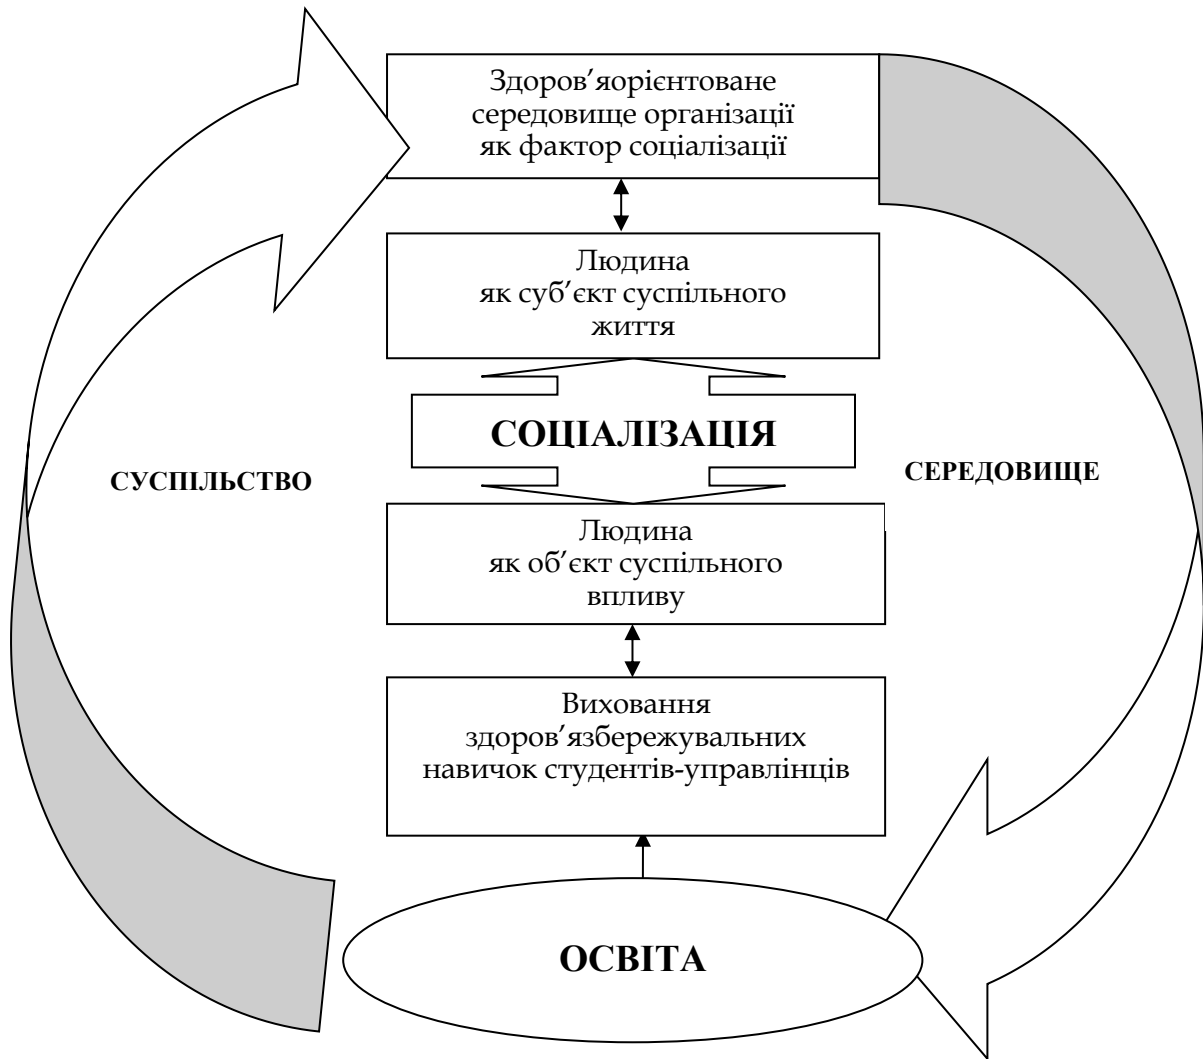 Здоров’яорієнтоване
середовище організації
як фактор соціалізації
Людина
як суб’єкт суспільного
життя
СОЦІАЛІЗАЦІЯ
СУСПІЛЬСТВО
СЕРЕДОВИЩЕ
Людина
як об’єкт суспільного
впливу
Виховання
здоров’язбережувальних
навичок студентів-управлінців
ОСВІТА